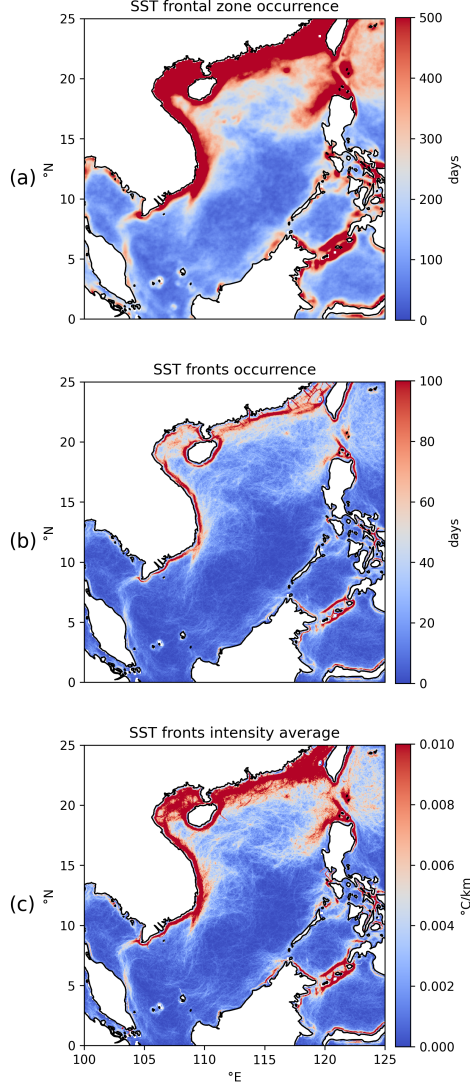 SST frontal zone occurrence
25
20
15
10
5
0
°N
(a)
500
400
300
200
100
0
days
SST fronts occurrence
25
20
15
10
5
0
°N
(b)
100
80
60
40
20
0
days
SST fronts intensity average
25
20
15
10
5
0
°N
(c)
0.010
0.008
0.006
0.004
0.002
0.000
°C/km
100 105 110 115 120 125
°E